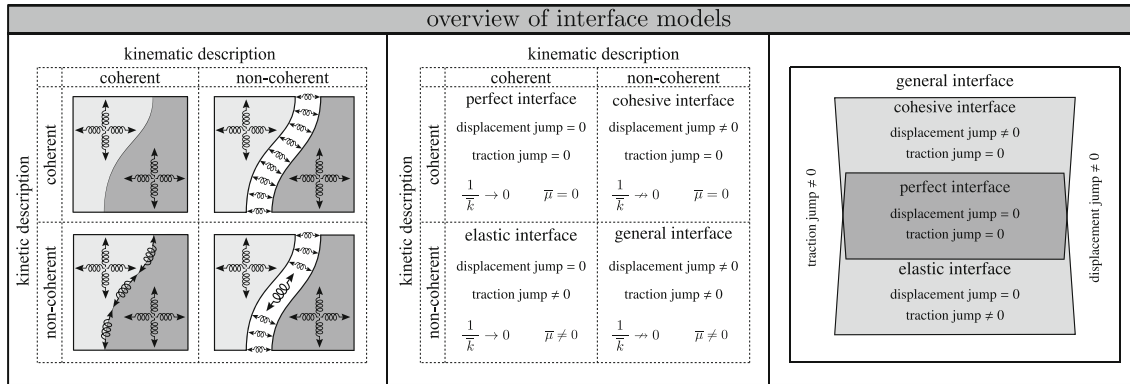 overview of interface models
kinematic description
coherent non-coherent
kinetic description
coherent
non-coherent
kinematic description
coherent non-coherent
kinetic description
coherent
perfect interface
displacement jump = 0
traction jump = 0
1/k̅ → 0 μ̅ = 0
cohesive interface
displacement jump ≠ 0
traction jump = 0
1/k̅ ↛ 0 μ̅ = 0
non-coherent
elastic interface
displacement jump = 0
traction jump ≠ 0
1/k̅ → 0 μ̅ ≠ 0
general interface
displacement jump ≠ 0
traction jump ≠ 0
1/k̅ ↛ 0 μ̅ ≠ 0
general interface
cohesive interface
displacement jump ≠ 0
traction jump = 0
perfect interface
displacement jump = 0
traction jump = 0
elastic interface
displacement jump = 0
traction jump ≠ 0
traction jump ≠ 0
displacement jump ≠ 0